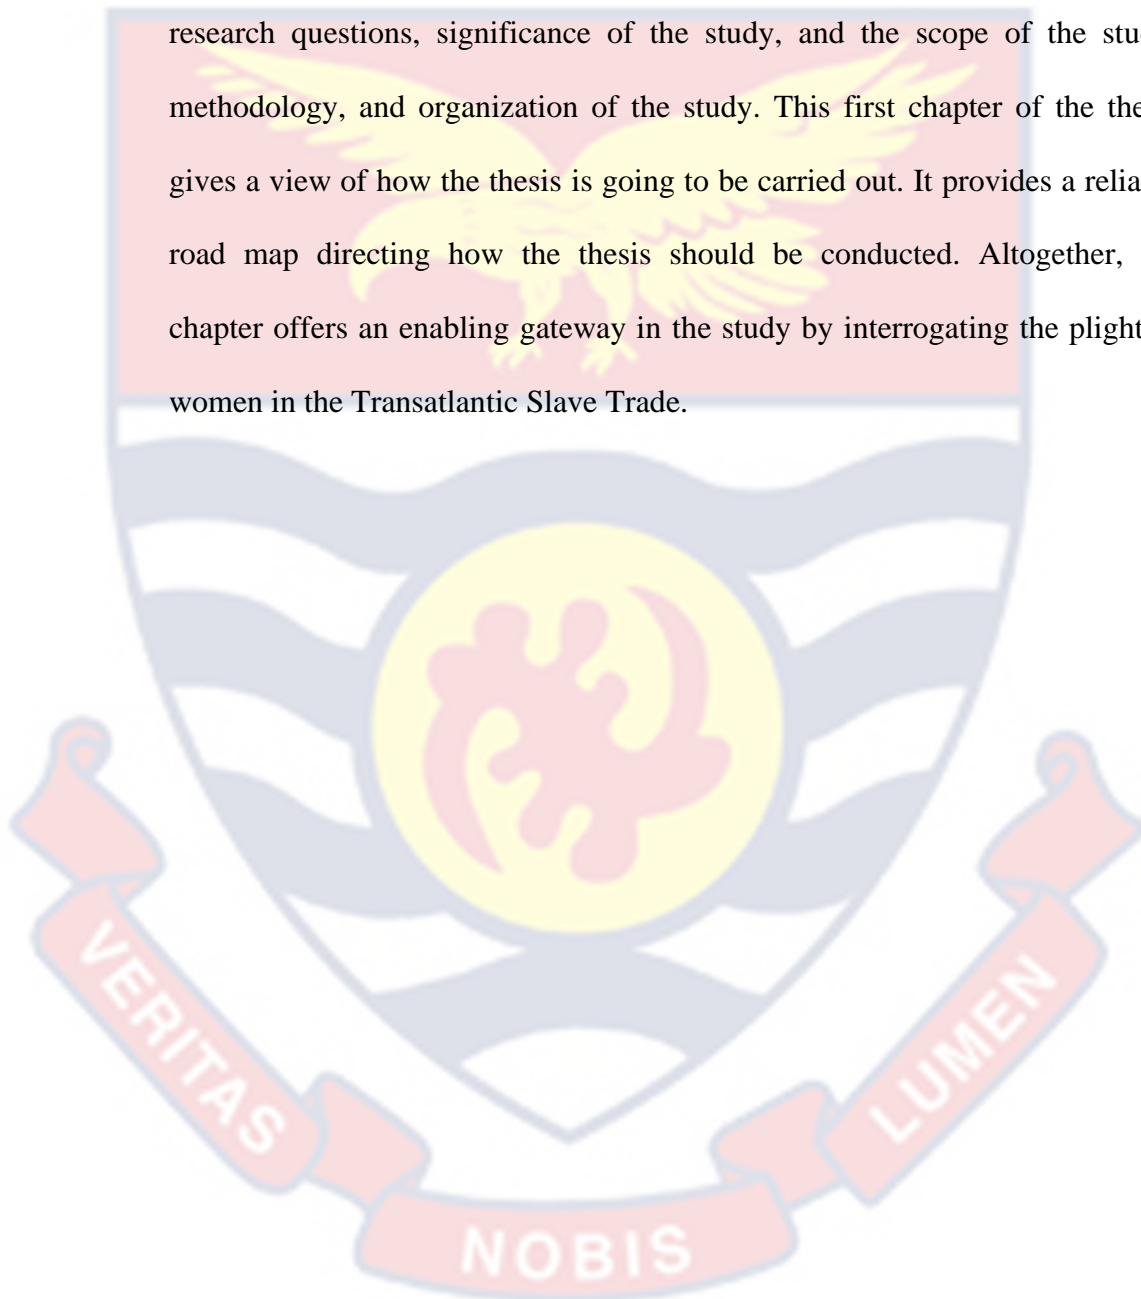 research questions, significance of the study, and the scope of the stu
methodology, and organization of the study. This first chapter of the the
gives a view of how the thesis is going to be carried out. It provides a relia
road map directing how the thesis should be conducted. Altogether,
chapter offers an enabling gateway in the study by interrogating the plight
women in the Transatlantic Slave Trade.
VERITAS
NOBIS
LUMEN